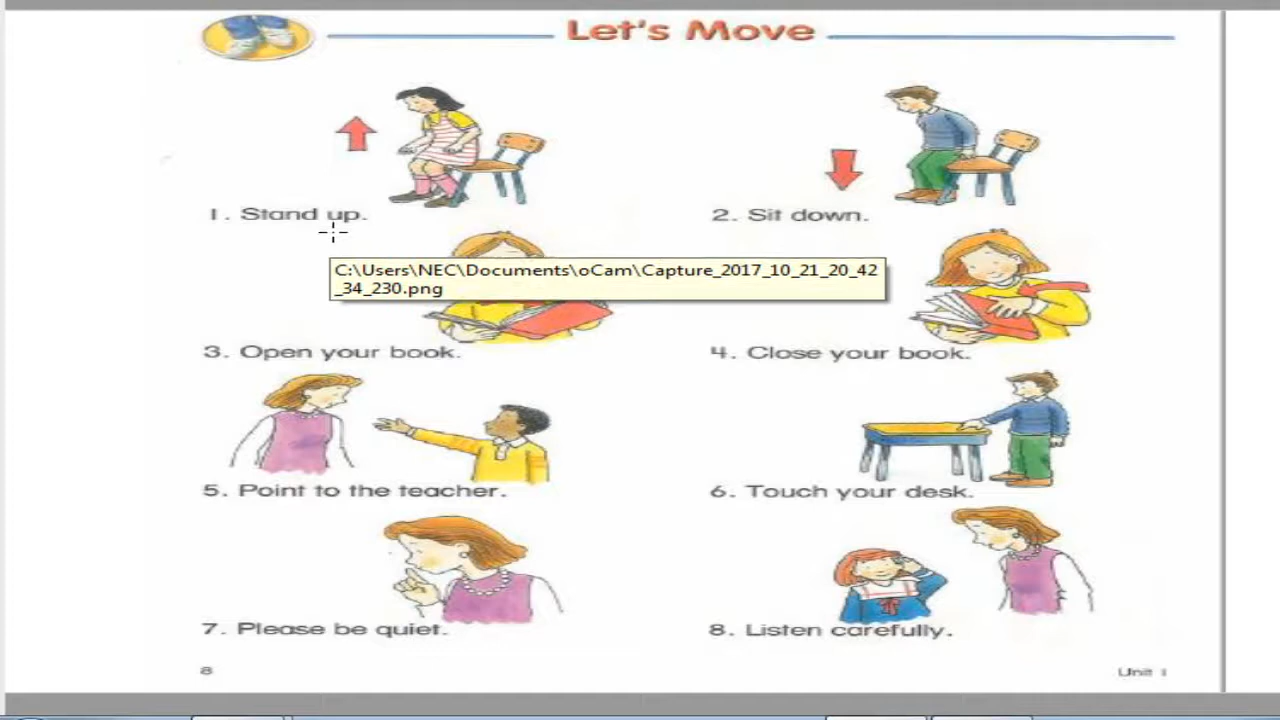 Let's Move
1. Stand up.
2. Sit down.
C:\Users\NEC\Documents\oCam\Capture_2017_10_21_20_42
_34_230.png
3. Open your book.
4. Close your book.
5. Point to the teacher.
6. Touch your desk.
7. Please be quiet.
8. Listen carefully.
8
Unit 1